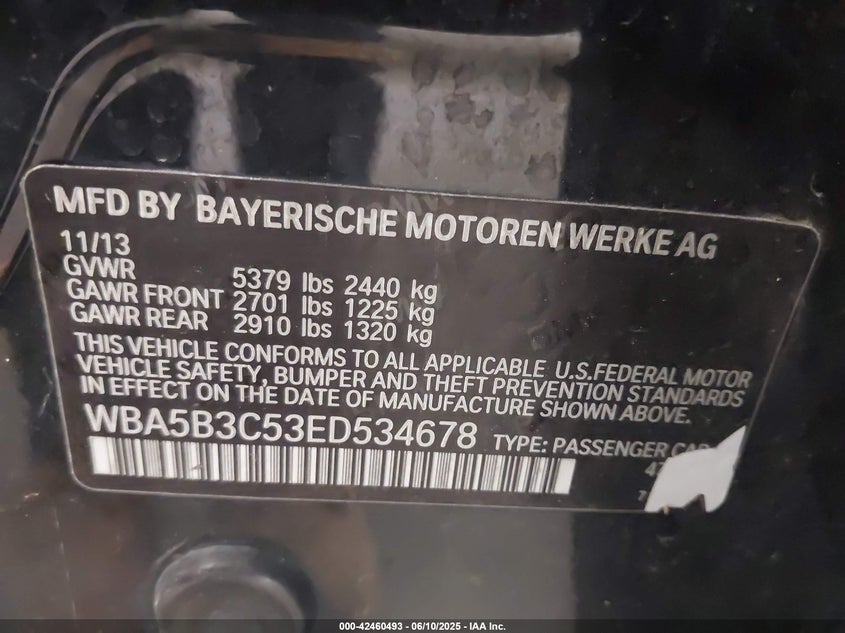 MFD BY BAYERISCHE MOTOREN WERKE AG
11/13
GVWR 5379 lbs 2440 kg
GAWR FRONT 2701 lbs 1225 kg
GAWR REAR 2910 lbs 1320 kg
THIS VEHICLE CONFORMS TO ALL APPLICABLE U.S.FEDERAL MOTOR
VEHICLE SAFETY, BUMPER AND THEFT PREVENTION STANDARDS
IN EFFECT ON THE DATE OF MANUFACTURE SHOWN ABOVE.
WBA5B3C53ED534678 TYPE: PASSENGER CAR
000-42460493 - 06/10/2025 - IAA Inc.